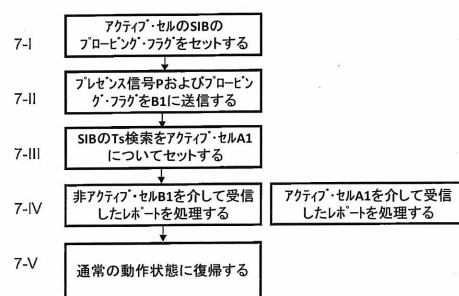 7-I
アクティブ・セルのSIBの
プロービング・フラグをセットする
7-II
プレゼンス信号Pおよびプロービン
グ・フラグをB1に送信する
7-III
SIBのTs検索をアクティブ・セルA1
についてセットする
7-IV
非アクティブ・セルB1を介して受信
したレポートを処理する
アクティブ・セルA1を介して受信
したレポートを処理する
7-V
通常の動作状態に復帰する